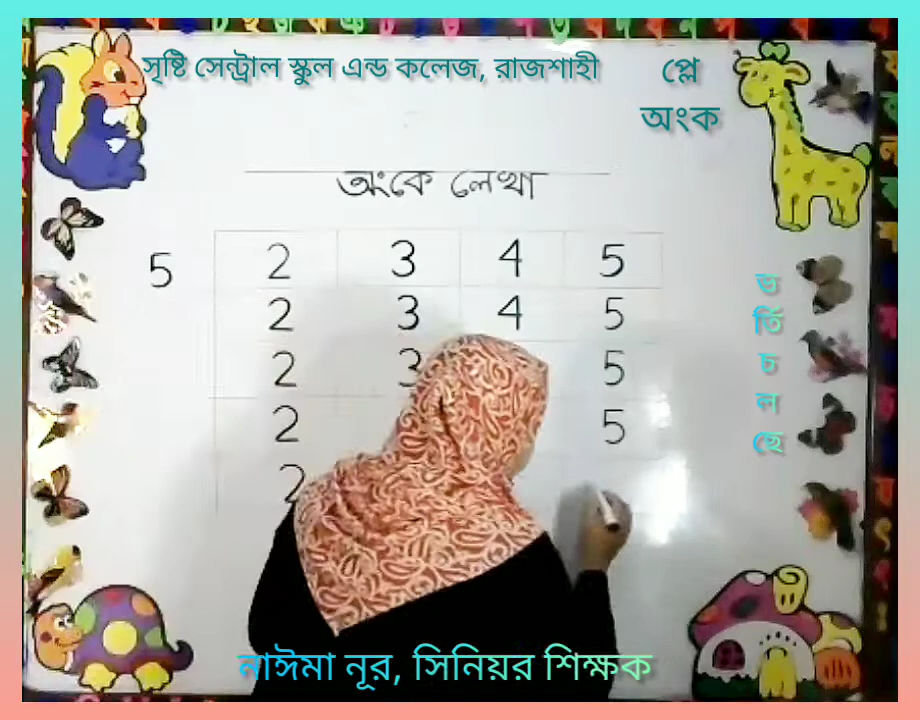 সৃষ্টি সেন্ট্রাল স্কুল এন্ড কলেজ, রাজশাহী
প্লে
অংক
অংকে লেখা
5 2 3 4 5
2 3 4 5
2 3 5
2 5
2
ভর্তি চলছে
নাঈমা নূর, সিনিয়র শিক্ষক